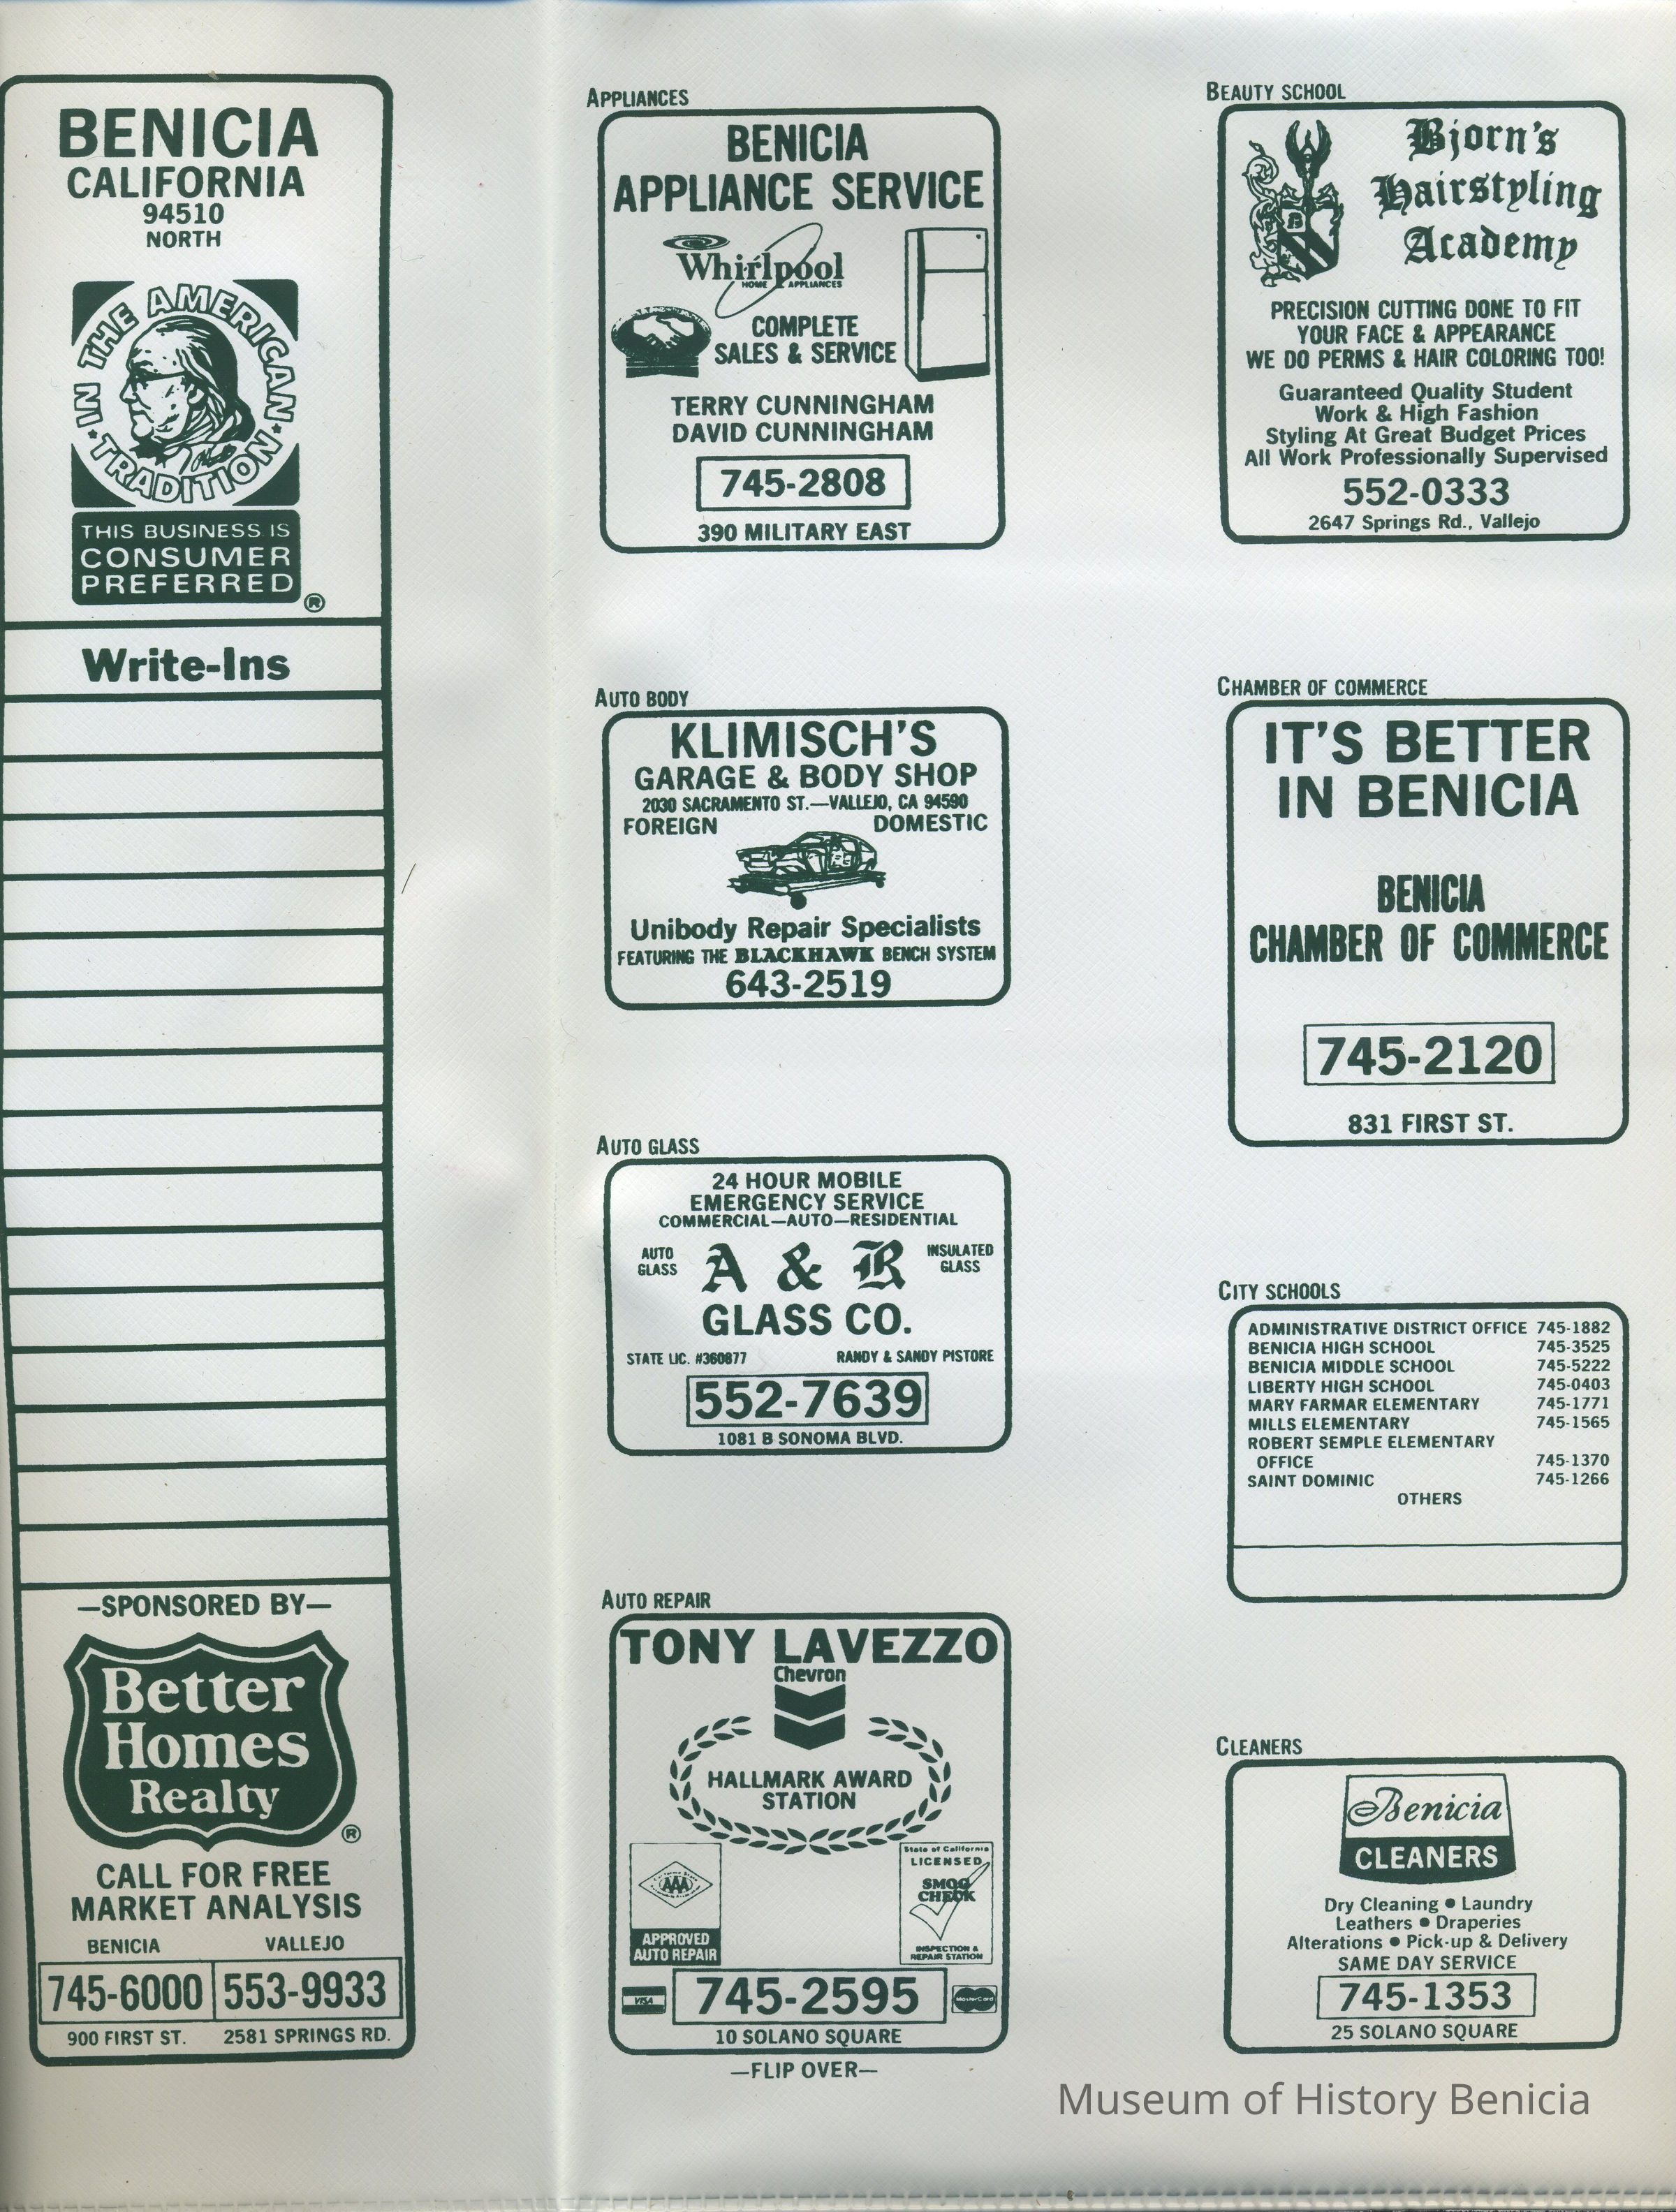 BENICIA
CALIFORNIA
94510
NORTH
IN THE AMERICAN TRADITION
THIS BUSINESS IS
CONSUMER
PREFERRED
®
Write-Ins
—SPONSORED BY—
Better
Homes
Realty
®
CALL FOR FREE
MARKET ANALYSIS
BENICIA VALLEJO
745-6000 553-9933
900 FIRST ST. 2581 SPRINGS RD.
APPLIANCES
BENICIA
APPLIANCE SERVICE
Whirlpool
HOME APPLIANCES
COMPLETE
SALES & SERVICE
TERRY CUNNINGHAM
DAVID CUNNINGHAM
745-2808
390 MILITARY EAST
AUTO BODY
KLIMISCH'S
GARAGE & BODY SHOP
2030 SACRAMENTO ST.—VALLEJO, CA 94590
FOREIGN DOMESTIC
Unibody Repair Specialists
FEATURING THE BLACKHAWK BENCH SYSTEM
643-2519
AUTO GLASS
24 HOUR MOBILE
EMERGENCY SERVICE
COMMERCIAL—AUTO—RESIDENTIAL
AUTO GLASS
A & R
INSULATED GLASS
GLASS CO.
STATE LIC. #360877 RANDY & SANDY PISTORE
552-7639
1081 B SONOMA BLVD.
AUTO REPAIR
TONY LAVEZZO
Chevron
HALLMARK AWARD
STATION
AAA
APPROVED
AUTO REPAIR
State of California
LICENSED
SMOG
CHECK
INSPECTION &
REPAIR STATION
VISA
745-2595
MasterCard
10 SOLANO SQUARE
—FLIP OVER—
BEAUTY SCHOOL
B
Bjorn's
Hairstyling
Academy
PRECISION CUTTING DONE TO FIT
YOUR FACE & APPEARANCE
WE DO PERMS & HAIR COLORING TOO!
Guaranteed Quality Student
Work & High Fashion
Styling At Great Budget Prices
All Work Professionally Supervised
552-0333
2647 Springs Rd., Vallejo
CHAMBER OF COMMERCE
IT'S BETTER
IN BENICIA
BENICIA
CHAMBER OF COMMERCE
745-2120
831 FIRST ST.
CITY SCHOOLS
ADMINISTRATIVE DISTRICT OFFICE 745-1882
BENICIA HIGH SCHOOL 745-3525
BENICIA MIDDLE SCHOOL 745-5222
LIBERTY HIGH SCHOOL 745-0403
MARY FARMAR ELEMENTARY 745-1771
MILLS ELEMENTARY 745-1565
ROBERT SEMPLE ELEMENTARY
OFFICE 745-1370
SAINT DOMINIC 745-1266
OTHERS
CLEANERS
Benicia
CLEANERS
Dry Cleaning • Laundry
Leathers • Draperies
Alterations • Pick-up & Delivery
SAME DAY SERVICE
745-1353
25 SOLANO SQUARE
Museum of History Benicia